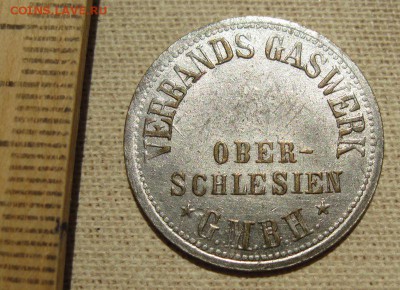 COINS.LAVE.RU
VERBANDS GASWERK
OBER-
SCHLESIEN
* G.M.B.H. *